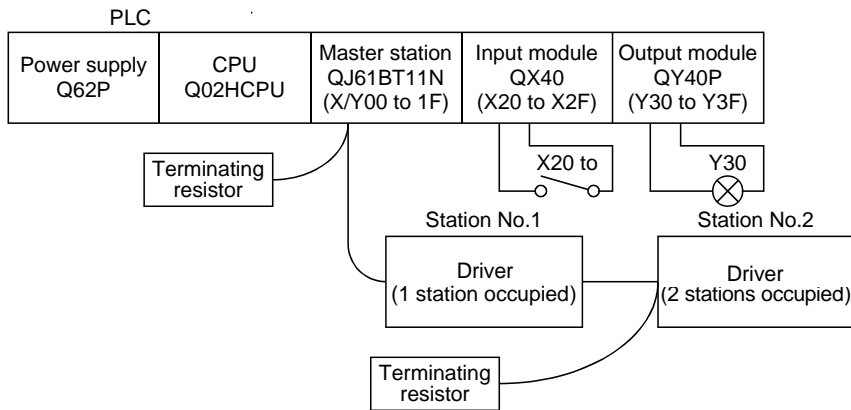 PLC
Power supply
Q62P
CPU
Q02HCPU
Master station
QJ61BT11N
(X/Y00 to 1F)
Input module
QX40
(X20 to X2F)
Output module
QY40P
(Y30 to Y3F)
Terminating
resistor
X20 to
Y30
Station No.1
Station No.2
Driver
(1 station occupied)
Driver
(2 stations occupied)
Terminating
resistor